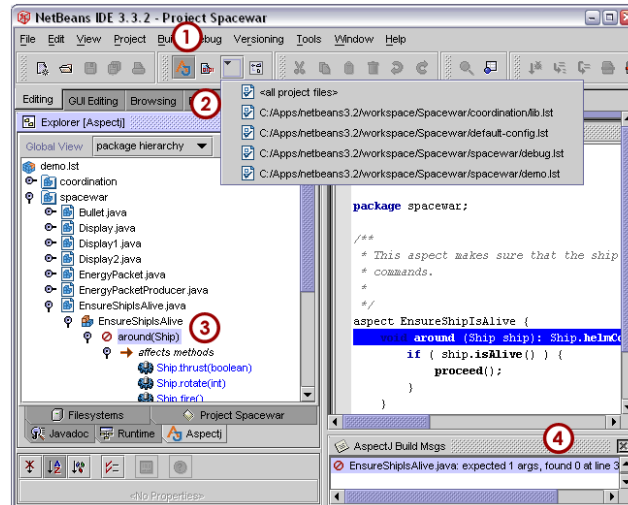 NetBeans IDE 3.3.2 - Project Spacewar
File Edit View Project Debug Versioning Tools Window Help
1
Editing GUI Editing Browsing
2
<all project files>
C:/Apps/netbeans3.2/workspace/Spacewar/coordination/lib.lst
C:/Apps/netbeans3.2/workspace/Spacewar/default-config.lst
C:/Apps/netbeans3.2/workspace/Spacewar/spacewar/debug.lst
C:/Apps/netbeans3.2/workspace/Spacewar/spacewar/demo.lst
Explorer [Aspectj]
Global View package hierarchy
demo.lst
coordination
spacewar
Bullet.java
Display.java
Display1.java
Display2.java
EnergyPacket.java
EnergyPacketProducer.java
EnsureShipIsAlive.java
EnsureShipIsAlive
around(Ship)
3
affects methods
Ship.thrust(boolean)
Ship.rotate(int)
Ship.fire()
Filesystems Project Spacewar
Javadoc Runtime Aspectj
<No Properties>
package spacewar;
/**
* This aspect makes sure that the ship
* commands.
*
*/
aspect EnsureShipIsAlive {
void around (Ship ship): Ship.helmCo
if ( ship.isAlive() ) {
proceed();
}
}
AspectJ Build Msgs
4
EnsureShipIsAlive.java: expected 1 args, found 0 at line 3